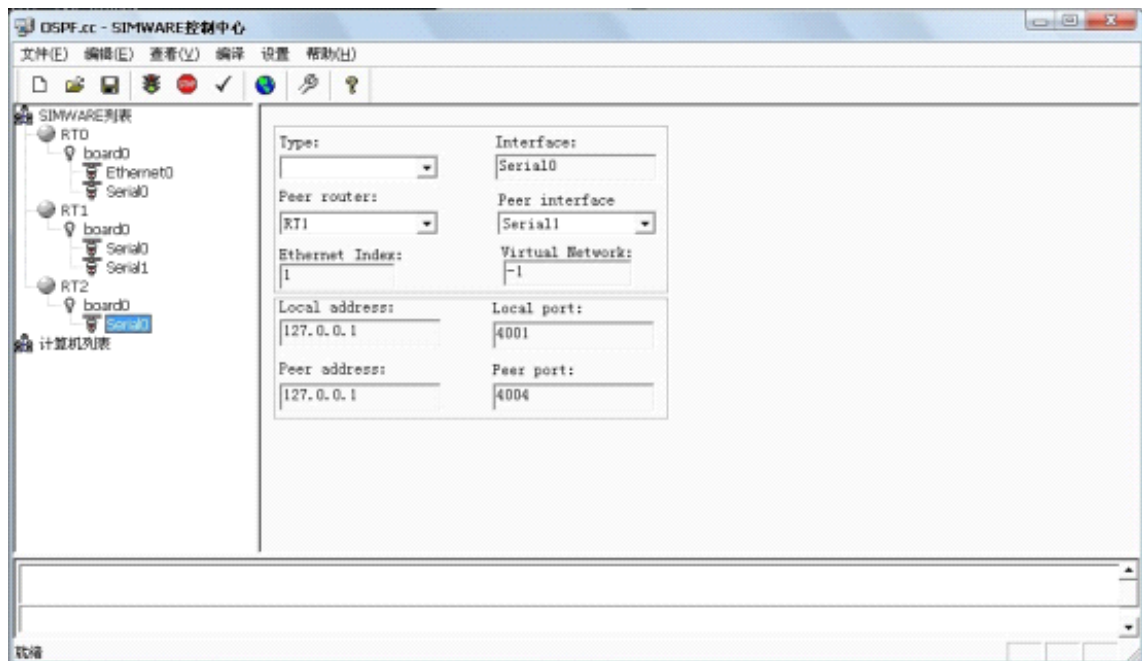 OSPF.cc - SIMWARE控制中心
文件(F) 编辑(E) 查看(V) 编译 设置 帮助(H)
STOP
SIMWARE列表
RT0
board0
Ethernet0
Serial0
RT1
board0
Serial0
Serial1
RT2
board0
Serial0
计算机列表
Type: Interface:
Serial0
Peer router: Peer interface
RT1 Serial1
Ethernet Index: Virtual Network:
1 -1
Local address: Local port:
127.0.0.1 4001
Peer address: Peer port:
127.0.0.1 4004
就绪